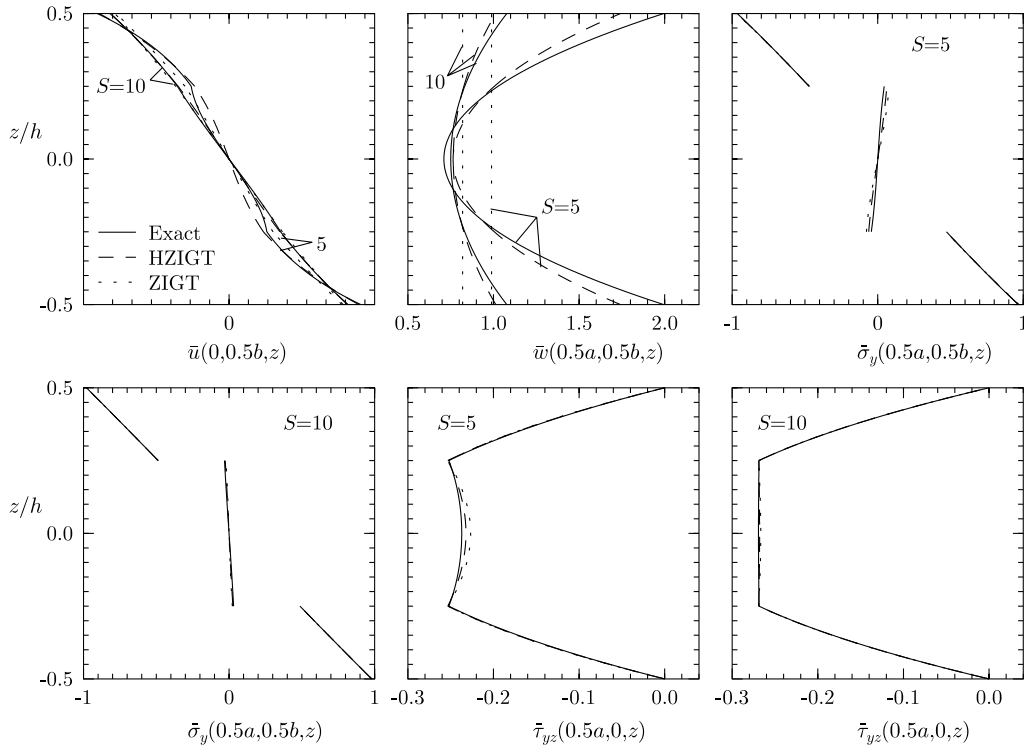 0.5
S=10
S=5
10
z/h
0.0
S=5
Exact
HZIGT
ZIGT
5
-0.5
0
0.5
1.0
1.5
2.0
-1
0
1
ū(0,0.5b,z)
w̄(0.5a,0.5b,z)
σ̄y(0.5a,0.5b,z)
0.5
S=10
S=5
S=10
z/h
0.0
-0.5
-1
0
1
-0.3
-0.2
-0.1
0.0
-0.3
-0.2
-0.1
0.0
σ̄y(0.5a,0.5b,z)
τ̄yz(0.5a,0,z)
τ̄yz(0.5a,0,z)